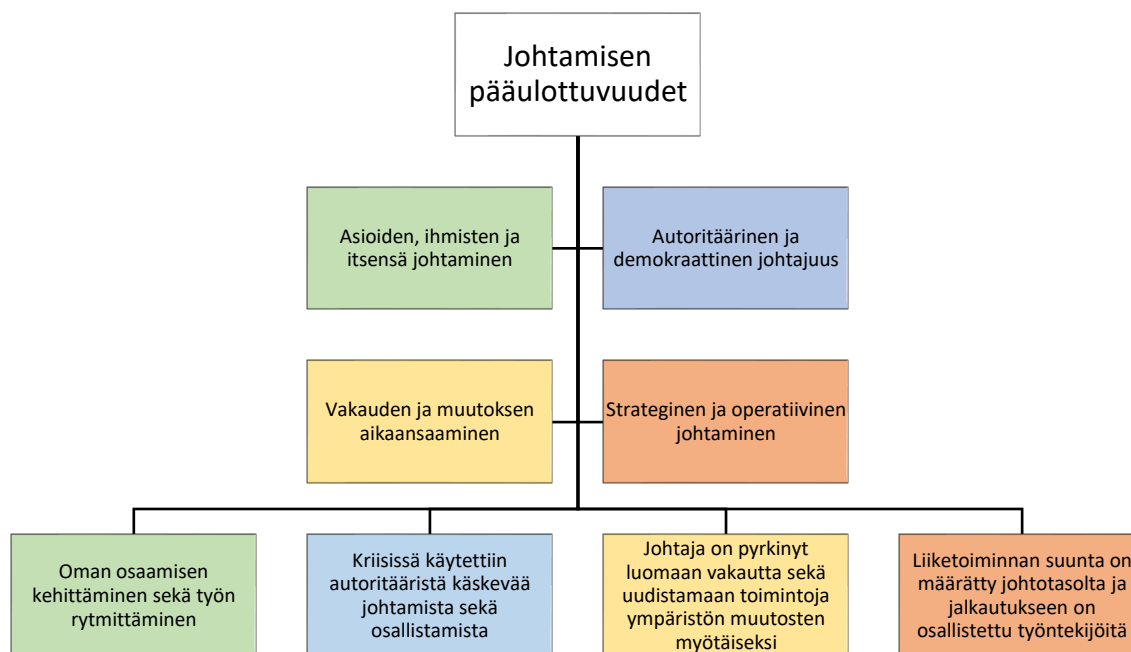 Johtamisen
pääulottuvuudet
Asioiden, ihmisten ja
itsensä johtaminen
Autoritäärinen ja
demokraattinen johtajuus
Vakauden ja muutoksen
aikaansaaminen
Strateginen ja operatiivinen
johtaminen
Oman osaamisen
kehittäminen sekä työn
rytmittäminen
Kriisissä käytettiin
autoritääristä käskevää
johtamista sekä
osallistamista
Johtaja on pyrkinyt
luomaan vakautta sekä
uudistamaan toimintoja
ympäristön muutosten
myötäiseksi
Liiketoiminnan suunta on
määrätty johtotasolta ja
jalkautukseen on
osallistettu työntekijöitä